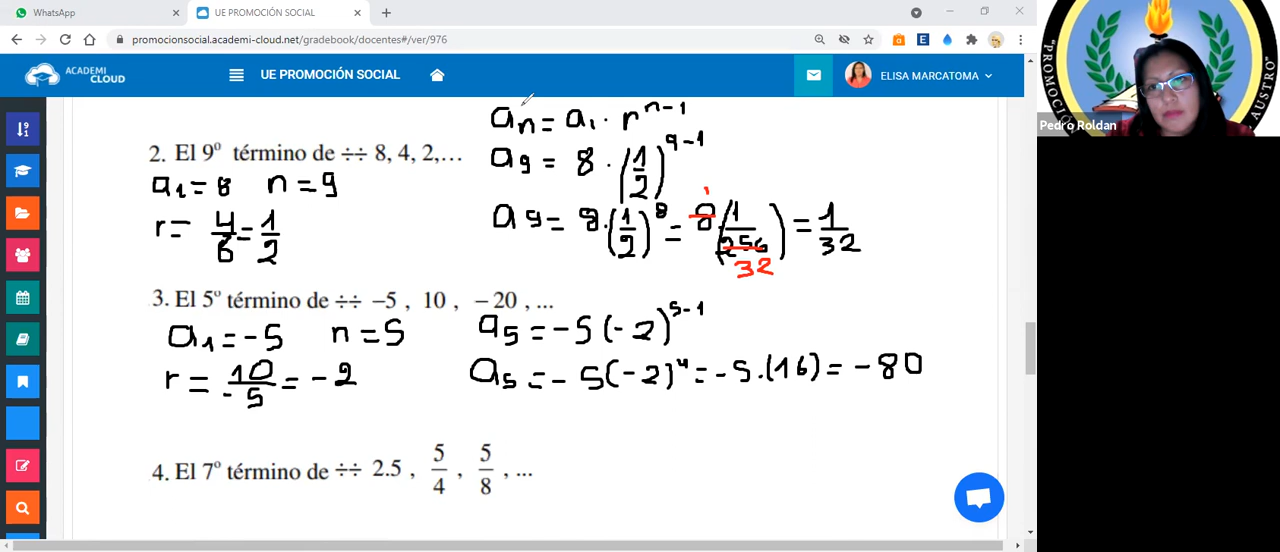 WhatsApp
UE PROMOCIÓN SOCIAL
promocionsocial.academi-cloud.net/gradebook/docentes#/ver/976
ACADEMI
CLOUD
UE PROMOCIÓN SOCIAL
ELISA MARCATOMA
Pedro Roldan
aₙ = a₁ · r^(n-1)
2. El 9º término de ÷÷ 8, 4, 2,...
a₁ = 8 n = 9
a₉ = 8 · (1/2)^(9-1)
r = 4/8 = 1/2
a₉ = 8 · (1/2)^8 = 8 (1/256) = 1/32
1
32
3. El 5º término de ÷÷ −5 , 10 , −20 , ...
a₁ = -5 n = 5
a₅ = -5 (-2)^(5-1)
r = 10/-5 = -2
a₅ = -5 (-2)^4 = -5 · (16) = -80
4. El 7º término de ÷÷ 2.5 , 5/4 , 5/8 , ...